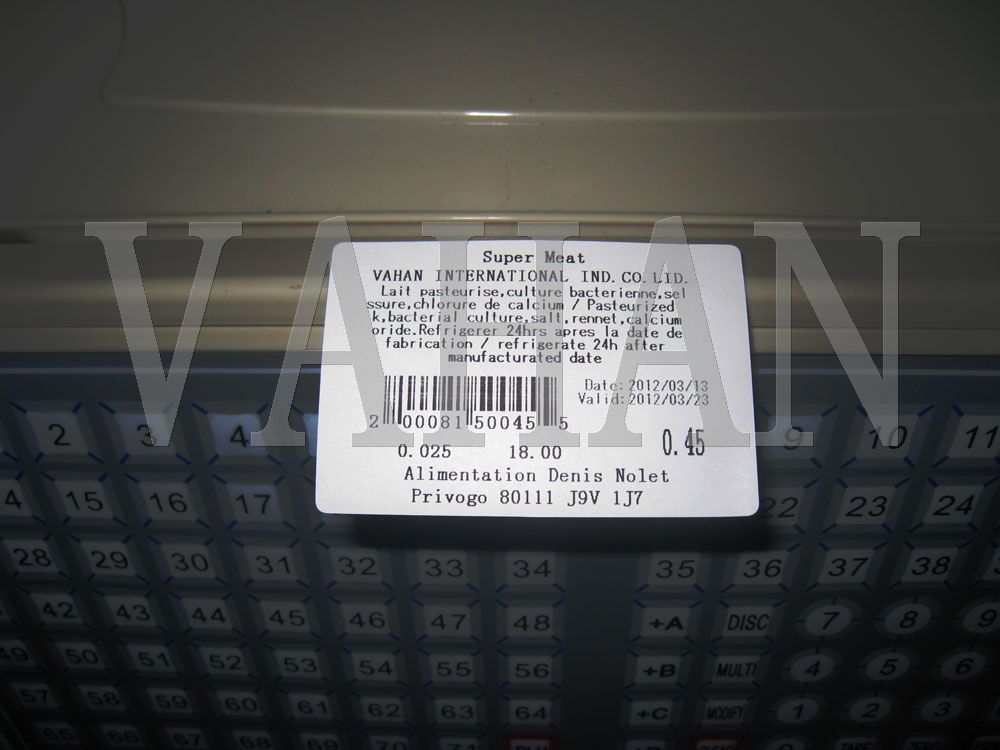 VAHAN
Super Meat
VAHAN INTERNATIONAL IND.CO.LTD.
Lait pasteurise,culture bacterienne,sel
ssure,chlorure de calcium / Pasteurized
k,bacterial culture,salt,rennet,calcium
oride.Refrigerer 24hrs apres la date de
fabrication / refrigerate 24h after
manufacturated date
Date:2012/03/13
Valid:2012/03/23
2 00081 50045 5
0.025 18.00 0.45
Alimentation Denis Nolet
Privogo 80111 J9V 1J7
2 3 4 9 10 11
15 16 17 22 23 24
28 29 30 31 32 33 34 35 36 37 38
42 43 44 45 46 47 48 +A DISC 7 8 9
49 50 51 52 53 54 55 56 +B MULTI 4 5 6
57 58 59 60 61 62 63 64 +C MODIFY 1 2 3